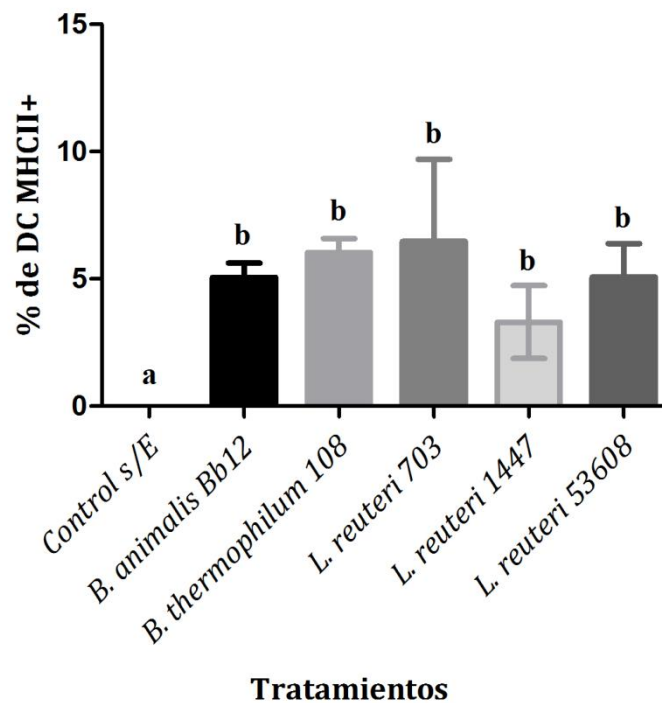 % de DC MHCII+
15
10
5
0
a
b
b
b
b
b
Control s/E
B. animalis Bb12
B. thermophilum 108
L. reuteri 703
L. reuteri 1447
L. reuteri 53608
Tratamientos